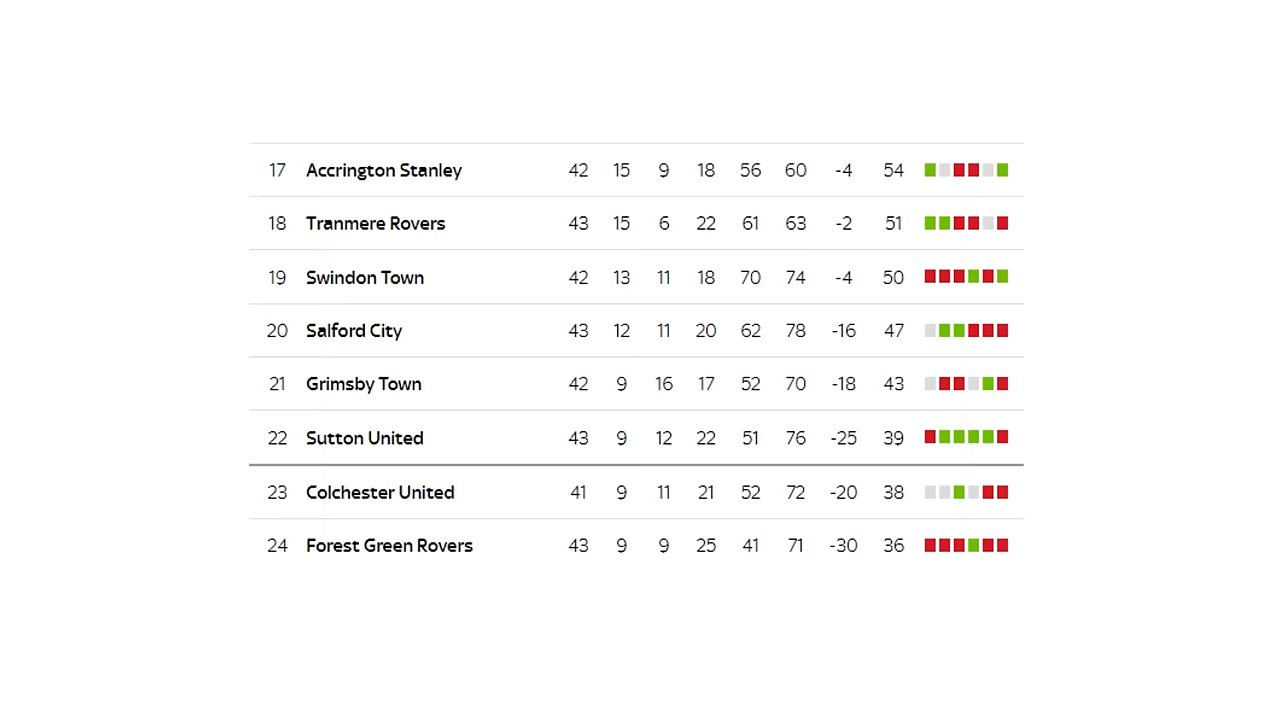 17 Accrington Stanley 42 15 9 18 56 60 -4 54
18 Tranmere Rovers 43 15 6 22 61 63 -2 51
19 Swindon Town 42 13 11 18 70 74 -4 50
20 Salford City 43 12 11 20 62 78 -16 47
21 Grimsby Town 42 9 16 17 52 70 -18 43
22 Sutton United 43 9 12 22 51 76 -25 39
23 Colchester United 41 9 11 21 52 72 -20 38
24 Forest Green Rovers 43 9 9 25 41 71 -30 36